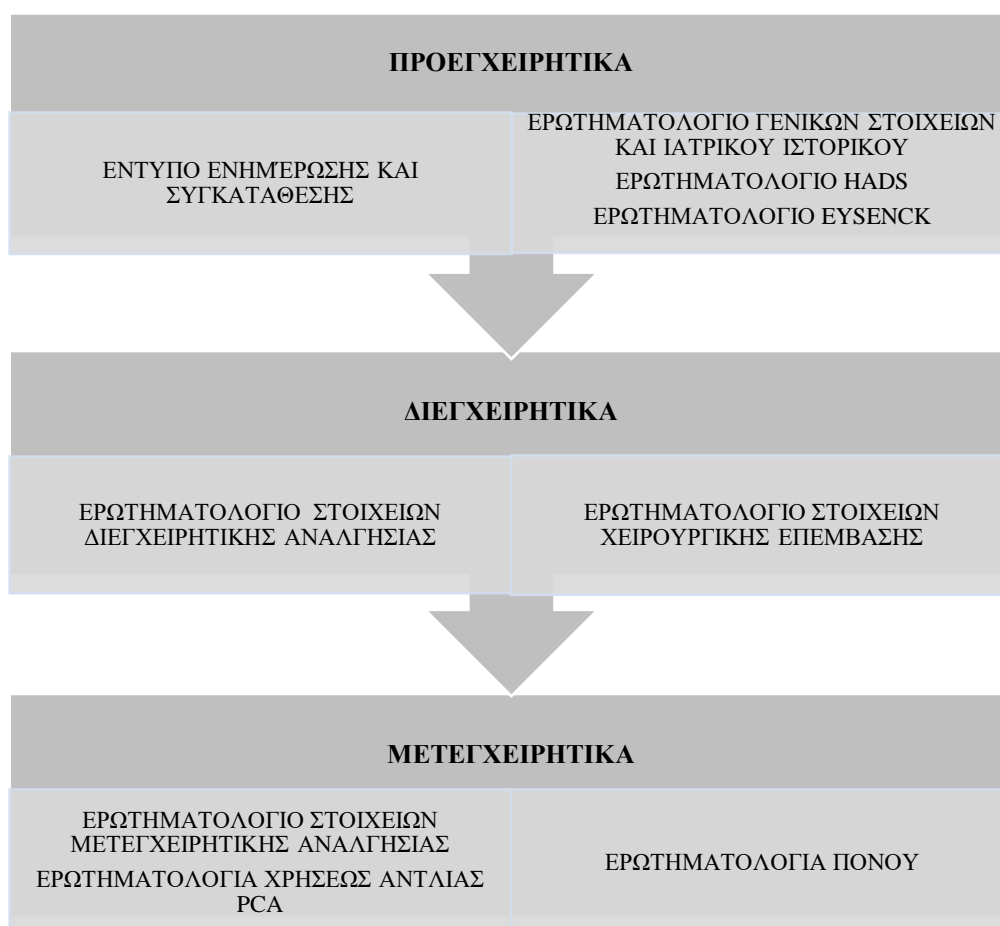 ΠΡΟΕΓΧΕΙΡΗΤΙΚΑ
ΕΝΤΥΠΟ ΕΝΗΜΈΡΩΣΗΣ ΚΑΙ
ΣΥΓΚΑΤΑΘΕΣΗΣ
ΕΡΩΤΗΜΑΤΟΛΟΓΙΟ ΓΕΝΙΚΩΝ ΣΤΟΙΧΕΙΩΝ
ΚΑΙ ΙΑΤΡΙΚΟΥ ΙΣΤΟΡΙΚΟΥ
ΕΡΩΤΗΜΑΤΟΛΟΓΙΟ HADS
ΕΡΩΤΗΜΑΤΟΛΟΓΙΟ EYSENCK
ΔΙΕΓΧΕΙΡΗΤΙΚΑ
ΕΡΩΤΗΜΑΤΟΛΟΓΙΟ ΣΤΟΙΧΕΙΩΝ
ΔΙΕΓΧΕΙΡΗΤΙΚΗΣ ΑΝΑΛΓΗΣΙΑΣ
ΕΡΩΤΗΜΑΤΟΛΟΓΙΟ ΣΤΟΙΧΕΙΩΝ
ΧΕΙΡΟΥΡΓΙΚΗΣ ΕΠΕΜΒΑΣΗΣ
ΜΕΤΕΓΧΕΙΡΗΤΙΚΑ
ΕΡΩΤΗΜΑΤΟΛΟΓΙΟ ΣΤΟΙΧΕΙΩΝ
ΜΕΤΕΓΧΕΙΡΗΤΙΚΗΣ ΑΝΑΛΓΗΣΙΑΣ
ΕΡΩΤΗΜΑΤΟΛΟΓΙΑ ΧΡΗΣΕΩΣ ΑΝΤΛΙΑΣ
PCA
ΕΡΩΤΗΜΑΤΟΛΟΓΙΑ ΠΟΝΟΥ